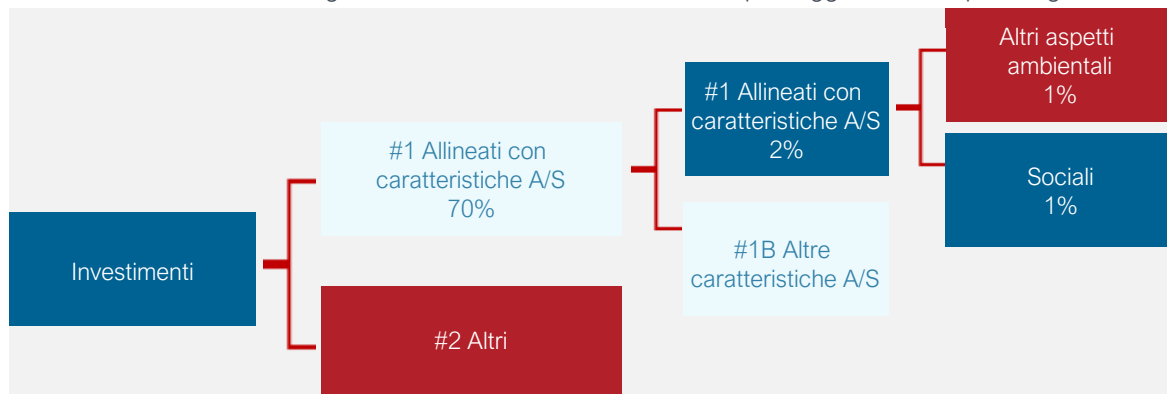 Investimenti
#1 Allineati con
caratteristiche A/S
70%
#2 Altri
#1 Allineati con
caratteristiche A/S
2%
#1B Altre
caratteristiche A/S
Altri aspetti
ambientali
1%
Sociali
1%